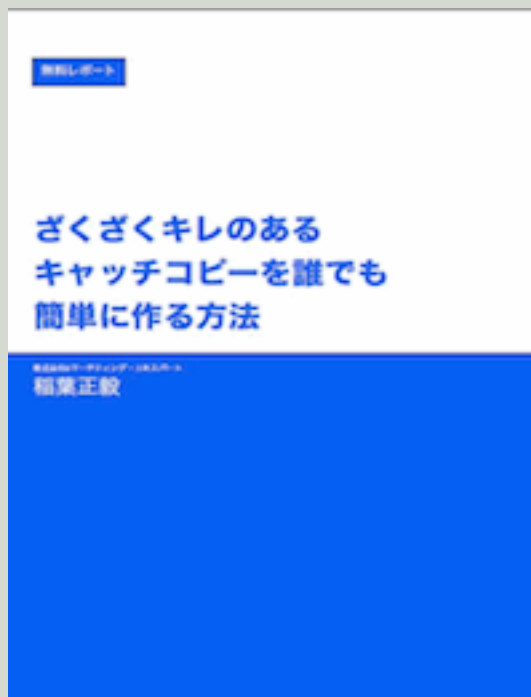 無料レポート
ざくざくキレのある
キャッチコピーを誰でも
簡単に作る方法
稲葉正毅